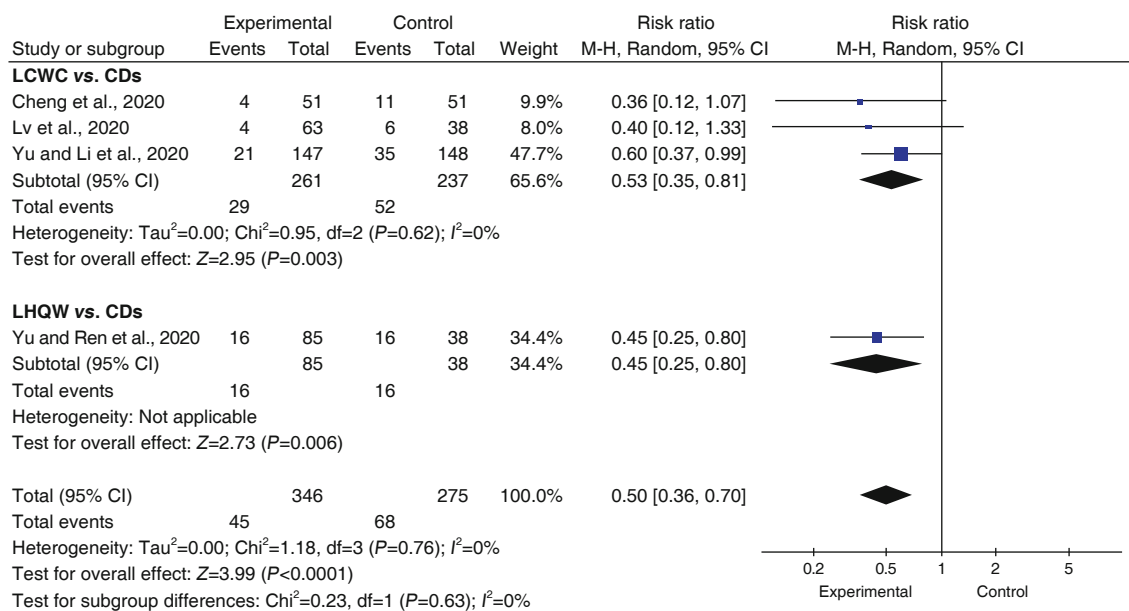 Experimental Control Risk ratio Risk ratio
Study or subgroup Events Total Events Total Weight M-H, Random, 95% CI M-H, Random, 95% CI
LCWC vs. CDs
Cheng et al., 2020 4 51 11 51 9.9% 0.36 [0.12, 1.07]
Lv et al., 2020 4 63 6 38 8.0% 0.40 [0.12, 1.33]
Yu and Li et al., 2020 21 147 35 148 47.7% 0.60 [0.37, 0.99]
Subtotal (95% CI) 261 237 65.6% 0.53 [0.35, 0.81]
Total events 29 52
Heterogeneity: Tau²=0.00; Chi²=0.95, df=2 (P=0.62); I²=0%
Test for overall effect: Z=2.95 (P=0.003)
LHQW vs. CDs
Yu and Ren et al., 2020 16 85 16 38 34.4% 0.45 [0.25, 0.80]
Subtotal (95% CI) 85 38 34.4% 0.45 [0.25, 0.80]
Total events 16 16
Heterogeneity: Not applicable
Test for overall effect: Z=2.73 (P=0.006)
Total (95% CI) 346 275 100.0% 0.50 [0.36, 0.70]
Total events 45 68
Heterogeneity: Tau²=0.00; Chi²=1.18, df=3 (P=0.76); I²=0%
Test for overall effect: Z=3.99 (P<0.0001)
Test for subgroup differences: Chi²=0.23, df=1 (P=0.63); I²=0%
0.2 0.5 1 2 5
Experimental Control